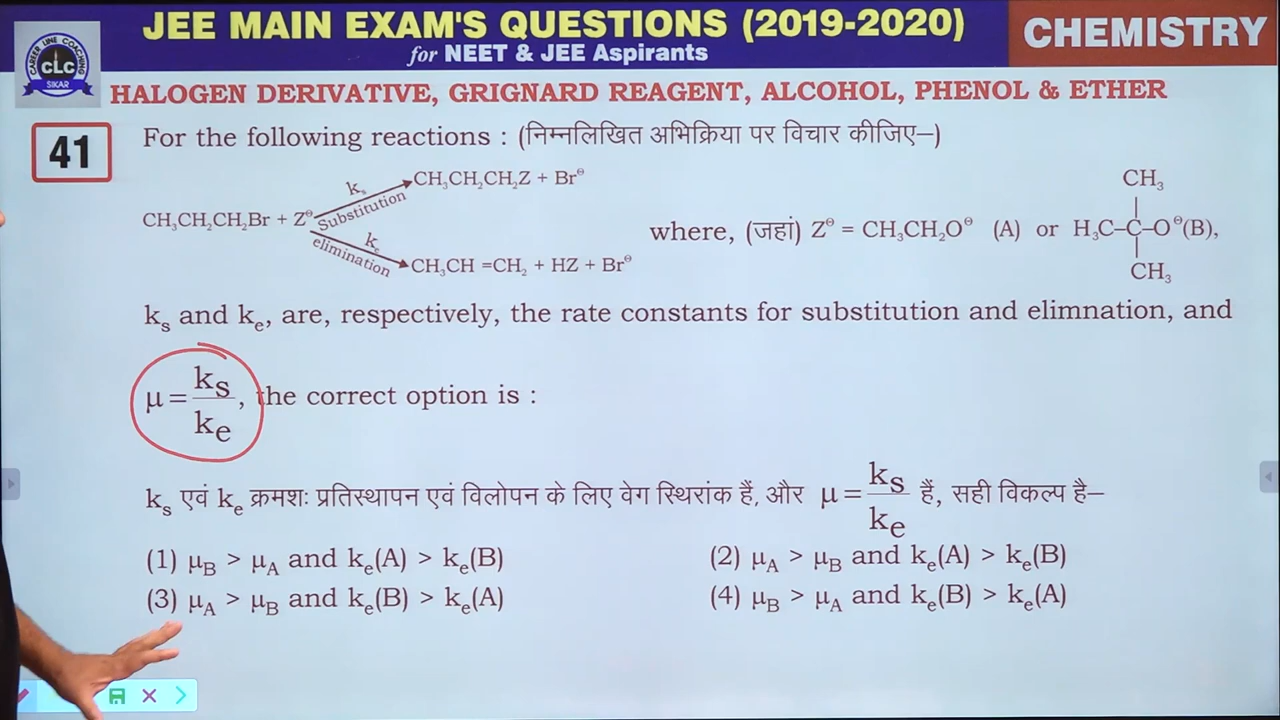 JEE MAIN EXAM'S QUESTIONS (2019-2020)
for NEET & JEE Aspirants
CHEMISTRY
CAREER LINE COACHING
CLC
SIKAR
HALOGEN DERIVATIVE, GRIGNARD REAGENT, ALCOHOL, PHENOL & ETHER
41
For the following reactions : (निम्नलिखित अभिक्रिया पर विचार कीजिए–)
CH₃CH₂CH₂Br + Z⊖
kₛ
Substitution
CH₃CH₂CH₂Z + Br⊖
kₑ
elimination
CH₃CH =CH₂ + HZ + Br⊖
where, (जहां) Z⊖ = CH₃CH₂O⊖ (A) or
CH₃
|
H₃C–C–O⊖(B),
|
CH₃
kₛ and kₑ, are, respectively, the rate constants for substitution and elimnation, and
μ = kₛ/kₑ, the correct option is :
kₛ एवं kₑ क्रमशः प्रतिस्थापन एवं विलोपन के लिए वेग स्थिरांक हैं, और μ = kₛ/kₑ हैं, सही विकल्प है–
(1) μB > μA and kₑ(A) > kₑ(B)
(2) μA > μB and kₑ(A) > kₑ(B)
(3) μA > μB and kₑ(B) > kₑ(A)
(4) μB > μA and kₑ(B) > kₑ(A)